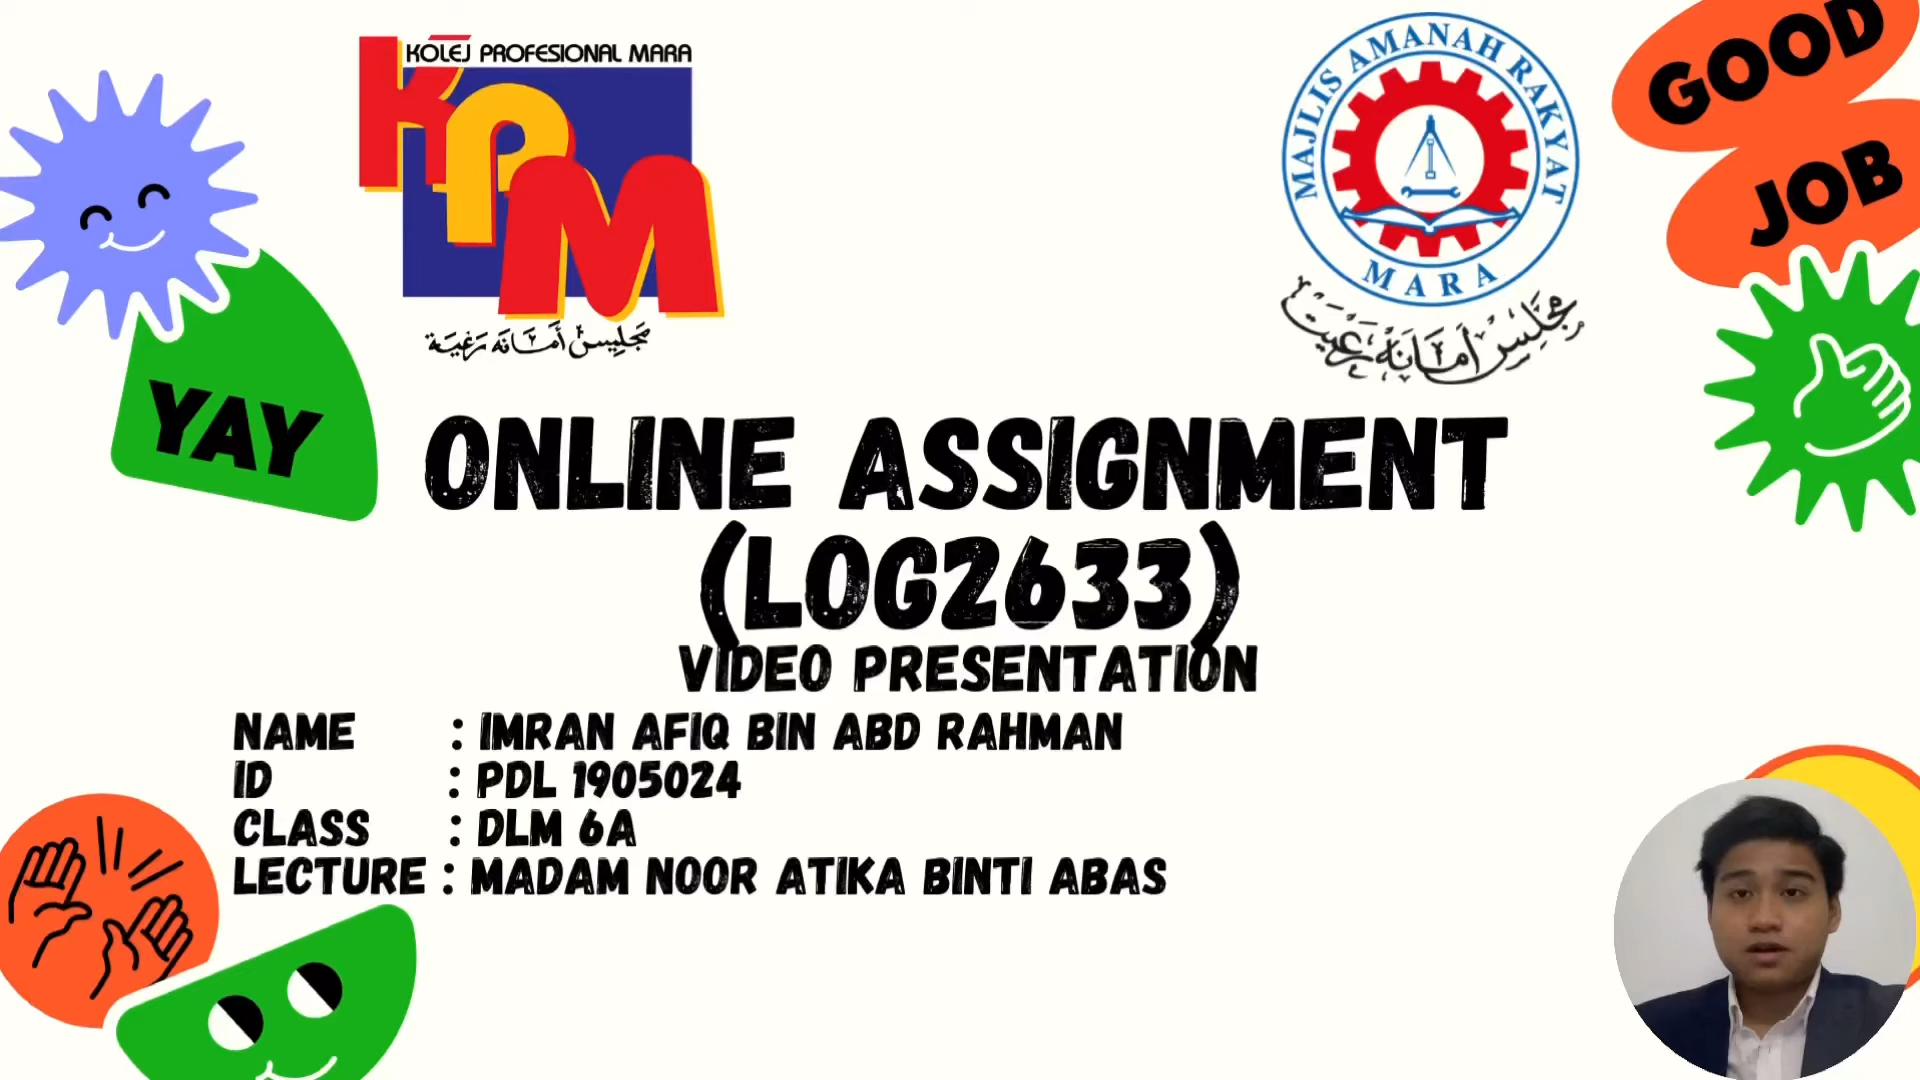 KOLEJ PROFESIONAL MARA
KPM
مجليس أمانه رعية
MAJLIS AMANAH RAKYAT
MARA
مجليس أمانه رعيت
GOOD
JOB
YAY
ONLINE ASSIGNMENT
(LOG2633)
VIDEO PRESENTATION
NAME : IMRAN AFIQ BIN ABD RAHMAN
ID : PDL 1905024
CLASS : DLM 6A
LECTURE : MADAM NOOR ATIKA BINTI ABAS